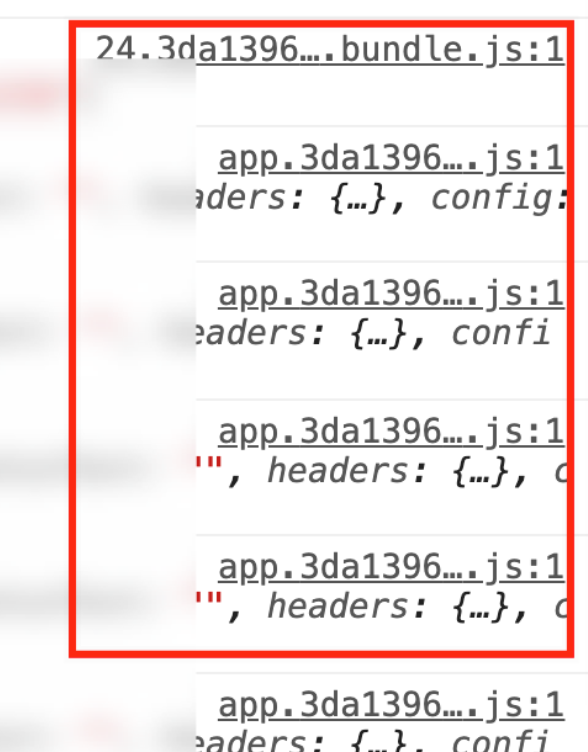 24.3da1396….bundle.js:1
app.3da1396….js:1
aders: {…}, config:
app.3da1396….js:1
eaders: {…}, confi
app.3da1396….js:1
"", headers: {…}, c
app.3da1396….js:1
"", headers: {…}, c
app.3da1396….js:1
eaders: {…}, confi